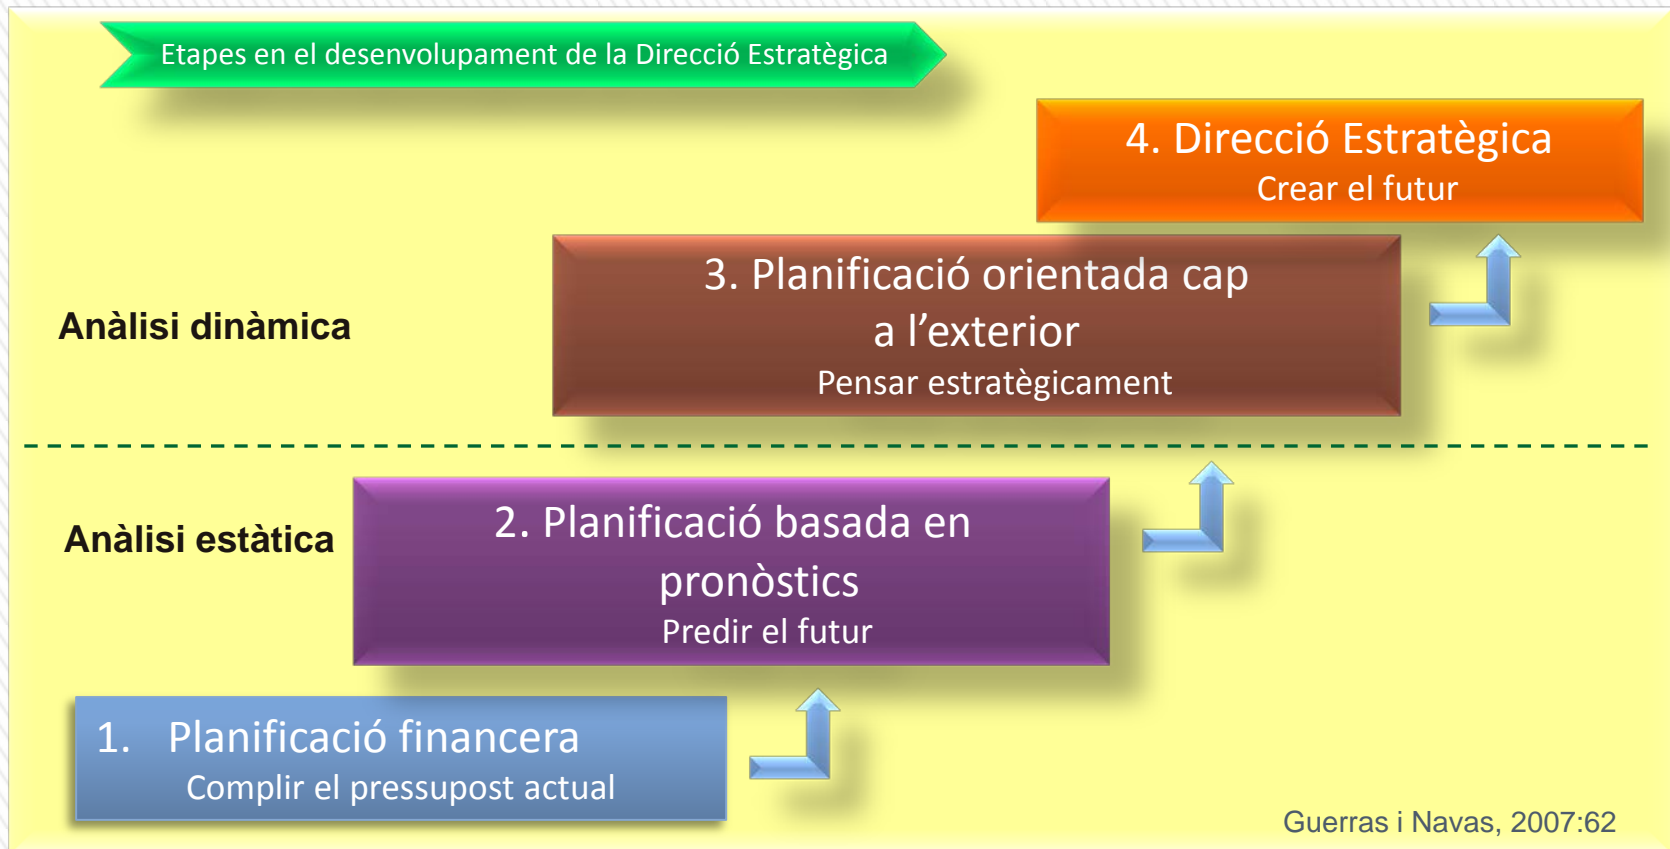 Etapes en el desenvolupament de la Direcció Estratègica
4. Direcció Estratègica
Crear el futur
3. Planificació orientada cap
a l’exterior
Pensar estratègicament
Anàlisi dinàmica
Anàlisi estàtica
2. Planificació basada en
pronòstics
Predir el futur
1. Planificació financera
Complir el pressupost actual
Guerras i Navas, 2007:62